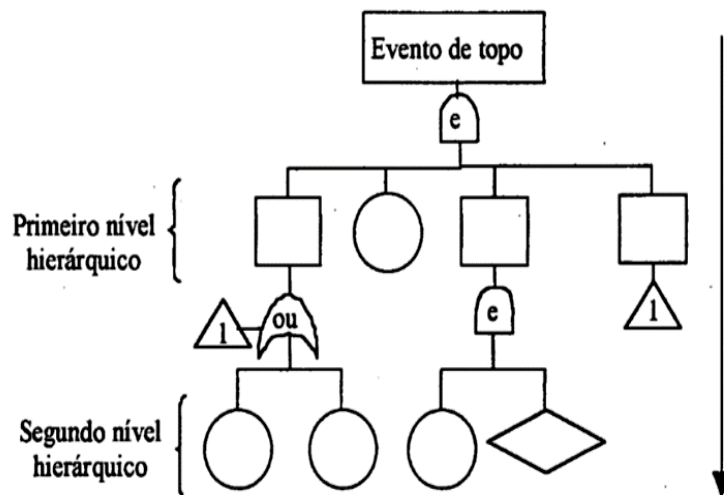 Evento de topo
e
Primeiro nível
hierárquico
1
ou
e
1
Segundo nível
hierárquico